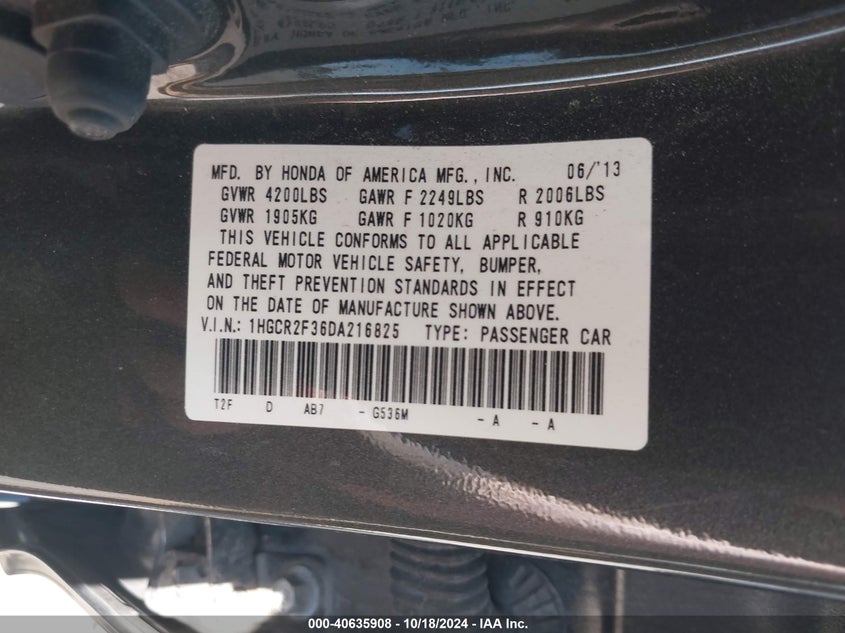 MFD. BY HONDA OF AMERICA MFG., INC. 06/'13
GVWR 4200LBS GAWR F 2249LBS R 2006LBS
GVWR 1905KG GAWR F 1020KG R 910KG
THIS VEHICLE CONFORMS TO ALL APPLICABLE
FEDERAL MOTOR VEHICLE SAFETY, BUMPER,
AND THEFT PREVENTION STANDARDS IN EFFECT
ON THE DATE OF MANUFACTURE SHOWN ABOVE.
V.I.N.: 1HGCR2F36DA216825 TYPE: PASSENGER CAR
T2F D AB7 - G536M - A - A
000-40635908 - 10/18/2024 - IAA Inc.